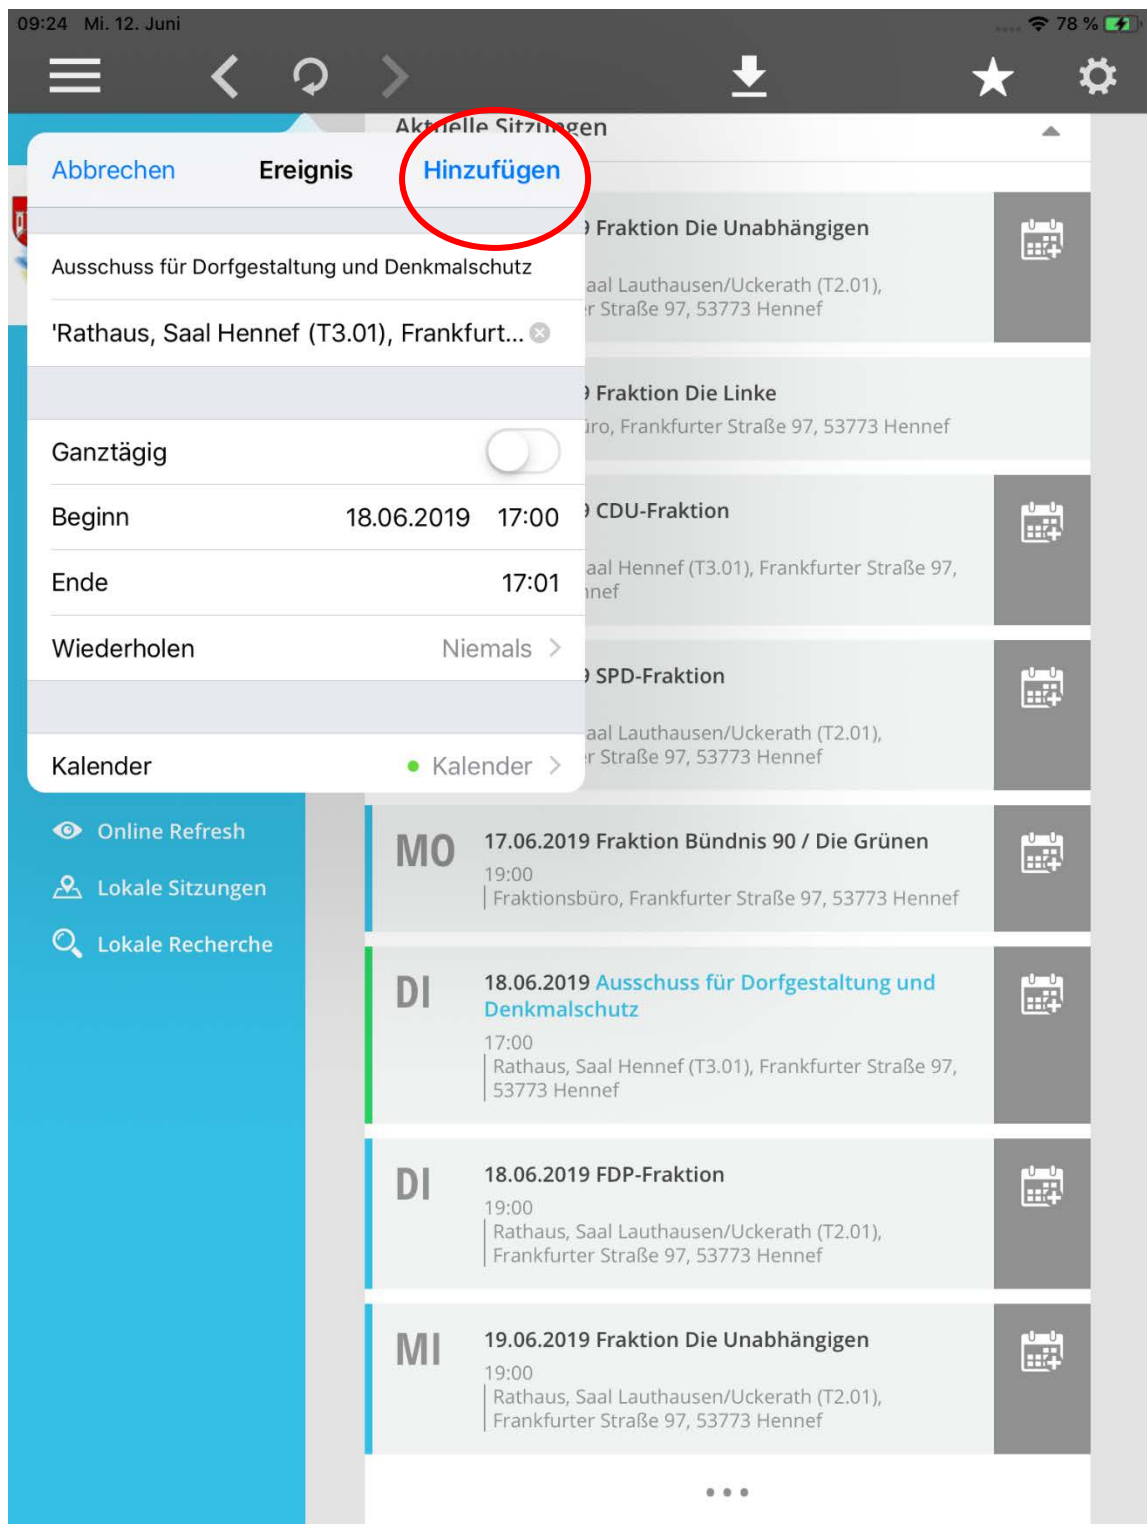 09:24 Mi. 12. Juni
78 %
Aktuelle Sitzungen
Abbrechen
Ereignis
Hinzufügen
Ausschuss für Dorfgestaltung und Denkmalschutz
'Rathaus, Saal Hennef (T3.01), Frankfurt...
Ganztägig
Beginn
18.06.2019 17:00
Ende
17:01
Wiederholen
Niemals
Kalender
Kalender
Online Refresh
Lokale Sitzungen
Lokale Recherche
9 Fraktion Die Unabhängigen
aal Lauthausen/Uckerath (T2.01),
r Straße 97, 53773 Hennef
9 Fraktion Die Linke
üro, Frankfurter Straße 97, 53773 Hennef
9 CDU-Fraktion
aal Hennef (T3.01), Frankfurter Straße 97,
nnef
9 SPD-Fraktion
aal Lauthausen/Uckerath (T2.01),
r Straße 97, 53773 Hennef
MO
17.06.2019 Fraktion Bündnis 90 / Die Grünen
19:00
Fraktionsbüro, Frankfurter Straße 97, 53773 Hennef
DI
18.06.2019 Ausschuss für Dorfgestaltung und
Denkmalschutz
17:00
Rathaus, Saal Hennef (T3.01), Frankfurter Straße 97,
53773 Hennef
DI
18.06.2019 FDP-Fraktion
19:00
Rathaus, Saal Lauthausen/Uckerath (T2.01),
Frankfurter Straße 97, 53773 Hennef
MI
19.06.2019 Fraktion Die Unabhängigen
19:00
Rathaus, Saal Lauthausen/Uckerath (T2.01),
Frankfurter Straße 97, 53773 Hennef